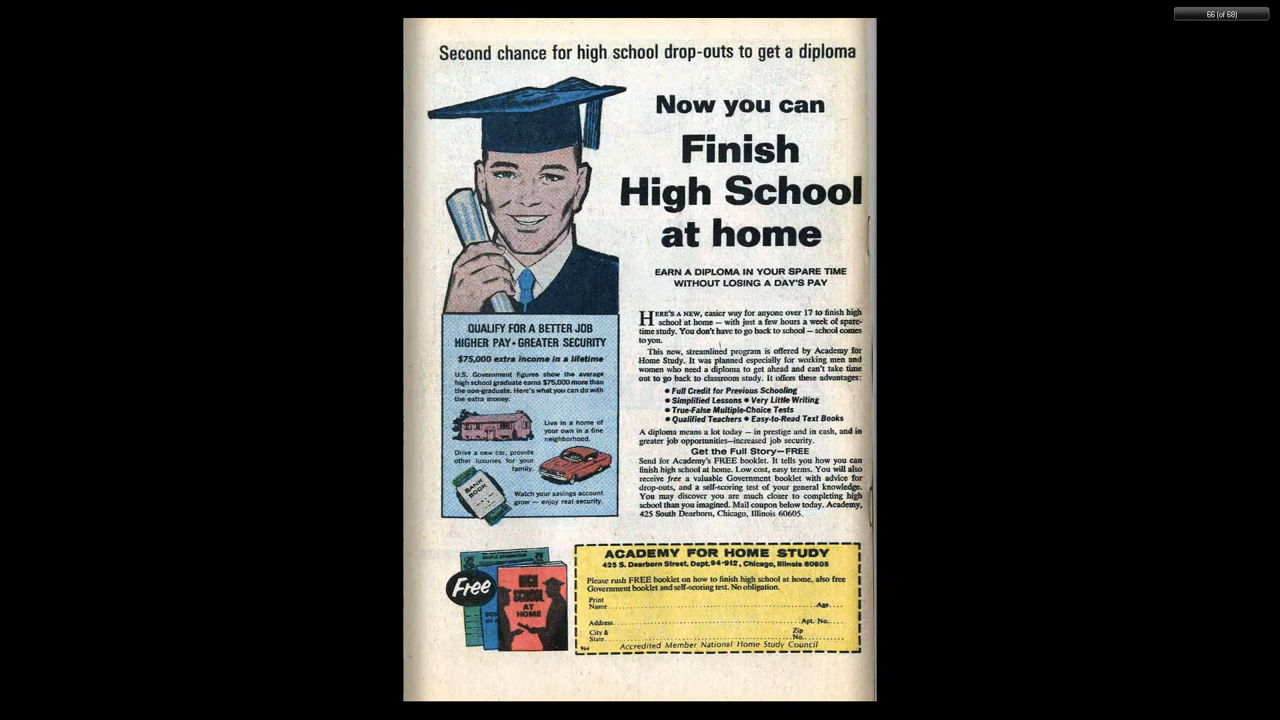 66 (of 68)
Second chance for high school drop-outs to get a diploma
Now you can
Finish
High School
at home
EARN A DIPLOMA IN YOUR SPARE TIME
WITHOUT LOSING A DAY'S PAY
QUALIFY FOR A BETTER JOB
HIGHER PAY • GREATER SECURITY
$75,000 extra income in a lifetime
U.S. Government figures show the average
high school graduate earns $75,000 more than
the non-graduate. Here's what you can do with
the extra money:
Live in a home of
your own in a fine
neighborhood.
Drive a new car, provide
other luxuries for your
family.
BANK
BOOK
Watch your savings account
grow — enjoy real security.
HERE'S A NEW, easier way for anyone over 17 to finish high
school at home — with just a few hours a week of spare-
time study. You don't have to go back to school — school comes
to you.
This new, streamlined program is offered by Academy for
Home Study. It was planned especially for working men and
women who need a diploma to get ahead and can't take time
out to go back to classroom study. It offers these advantages:
• Full Credit for Previous Schooling
• Simplified Lessons • Very Little Writing
• True-False Multiple-Choice Tests
• Qualified Teachers • Easy-to-Read Text Books
A diploma means a lot today — in prestige and in cash, and in
greater job opportunities—increased job security.
Get the Full Story—FREE
Send for Academy's FREE booklet. It tells you how you can
finish high school at home. Low cost, easy terms. You will also
receive free a valuable Government booklet with advice for
drop-outs, and a self-scoring test of your general knowledge.
You may discover you are much closer to completing high
school than you imagined. Mail coupon below today. Academy,
425 South Dearborn, Chicago, Illinois 60605.
Free
HIGH
SCHOOL
AT
HOME
ACADEMY FOR HOME STUDY
425 S. Dearborn Street, Dept. 94-912, Chicago, Illinois 60605
Please rush FREE booklet on how to finish high school at home, also free
Government booklet and self-scoring test. No obligation.
Print
Name Age
Address Apt. No.
City & Zip
State No.
Accredited Member National Home Study Council